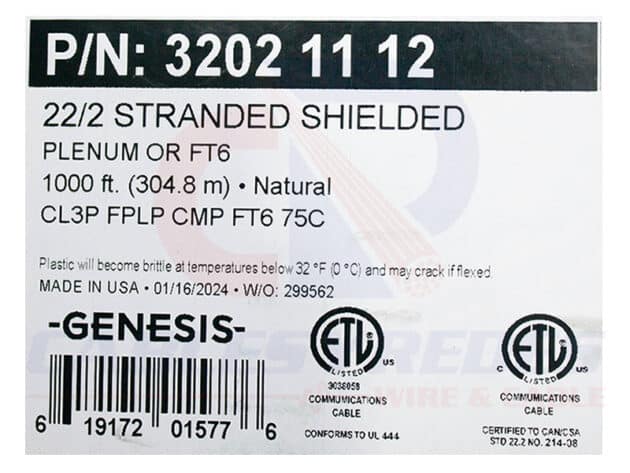 P/N: 3202 11 12
22/2 STRANDED SHIELDED
PLENUM OR FT6
1000 ft. (304.8 m) • Natural
CL3P FPLP CMP FT6 75C
Plastic will become brittle at temperatures below 32 °F (0 °C) and may crack if flexed.
MADE IN USA • 01/16/2024 • W/O: 299562
-GENESIS-
ETL
LISTED
US
3038058
COMMUNICATIONS
CABLE
CONFORMS TO UL 444
C
ETL
LISTED
US
COMMUNICATIONS
CABLE
CERTIFIED TO CAN/CSA
STD 22.2 NO. 214-08
6 19172 01577 6
WIRE & CABLE